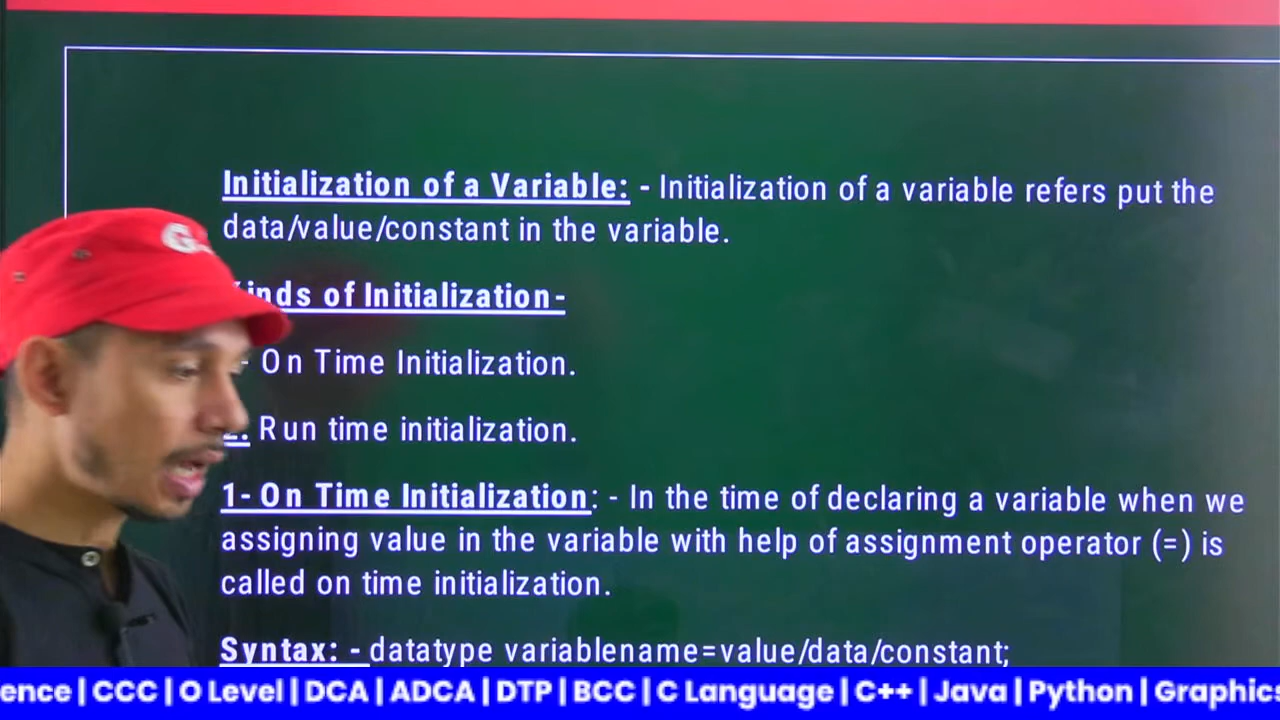 Initialization of a Variable: - Initialization of a variable refers put the
data/value/constant in the variable.
of Initialization-
- On Time Initialization.
Run time initialization.
1- On Time Initialization: - In the time of declaring a variable when we
assigning value in the variable with help of assignment operator (=) is
called on time initialization.
Syntax: - datatype variablename=value/data/constant;
| CCC | O Level | DCA | ADCA | DTP | BCC | C Language | C++ | Java | Python | Graphics